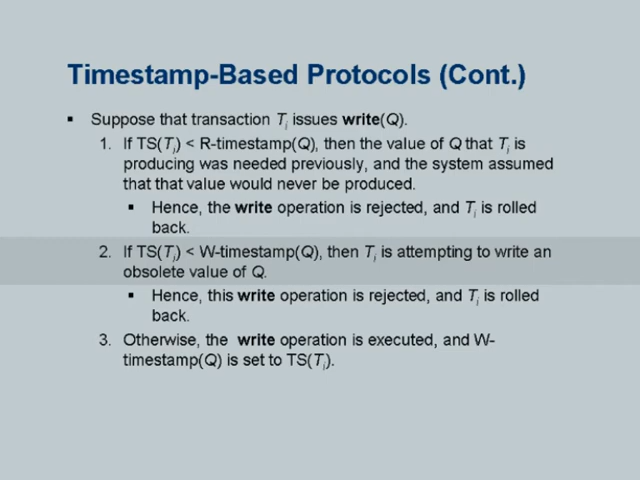 Timestamp-Based Protocols (Cont.)
▪ Suppose that transaction Ti issues write(Q).
1. If TS(Ti) < R-timestamp(Q), then the value of Q that Ti is
producing was needed previously, and the system assumed
that that value would never be produced.
▪ Hence, the write operation is rejected, and Ti is rolled
back.
2. If TS(Ti) < W-timestamp(Q), then Ti is attempting to write an
obsolete value of Q.
▪ Hence, this write operation is rejected, and Ti is rolled
back.
3. Otherwise, the write operation is executed, and W-
timestamp(Q) is set to TS(Ti).